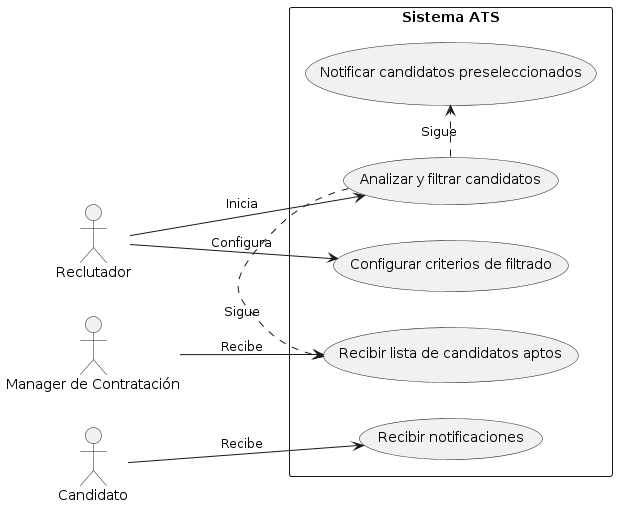 Sistema ATS
Notificar candidatos preseleccionados
Sigue
Analizar y filtrar candidatos
Inicia
Configura
Reclutador
Configurar criterios de filtrado
Sigue
Recibe
Recibir lista de candidatos aptos
Manager de Contratación
Recibe
Recibir notificaciones
Candidato